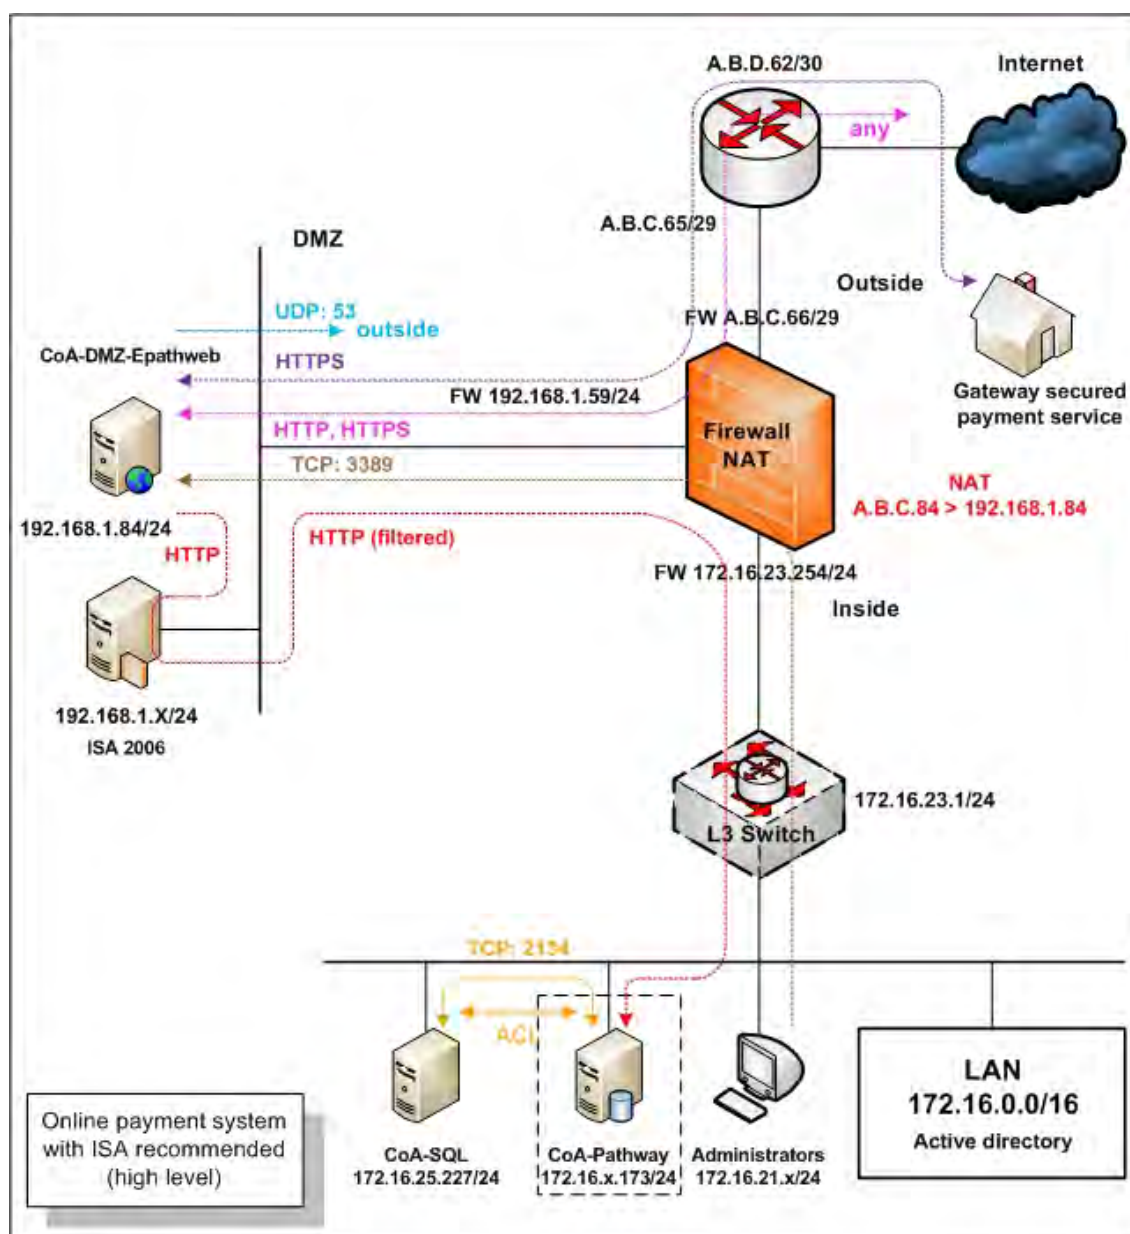 A.B.D.62/30
Internet
any
A.B.C.65/29
DMZ
Outside
UDP: 53
outside
FW A.B.C.66/29
CoA-DMZ-Epathweb
HTTPS
FW 192.168.1.59/24
Gateway secured
payment service
HTTP, HTTPS
Firewall
NAT
TCP: 3389
NAT
A.B.C.84 > 192.168.1.84
192.168.1.84/24
HTTP (filtered)
HTTP
FW 172.16.23.254/24
Inside
192.168.1.X/24
ISA 2006
172.16.23.1/24
L3 Switch
TCP: 2134
ACL
LAN
172.16.0.0/16
Active directory
Online payment system
with ISA recommended
(high level)
CoA-SQL
172.16.25.227/24
CoA-Pathway
172.16.x.173/24
Administrators
172.16.21.x/24